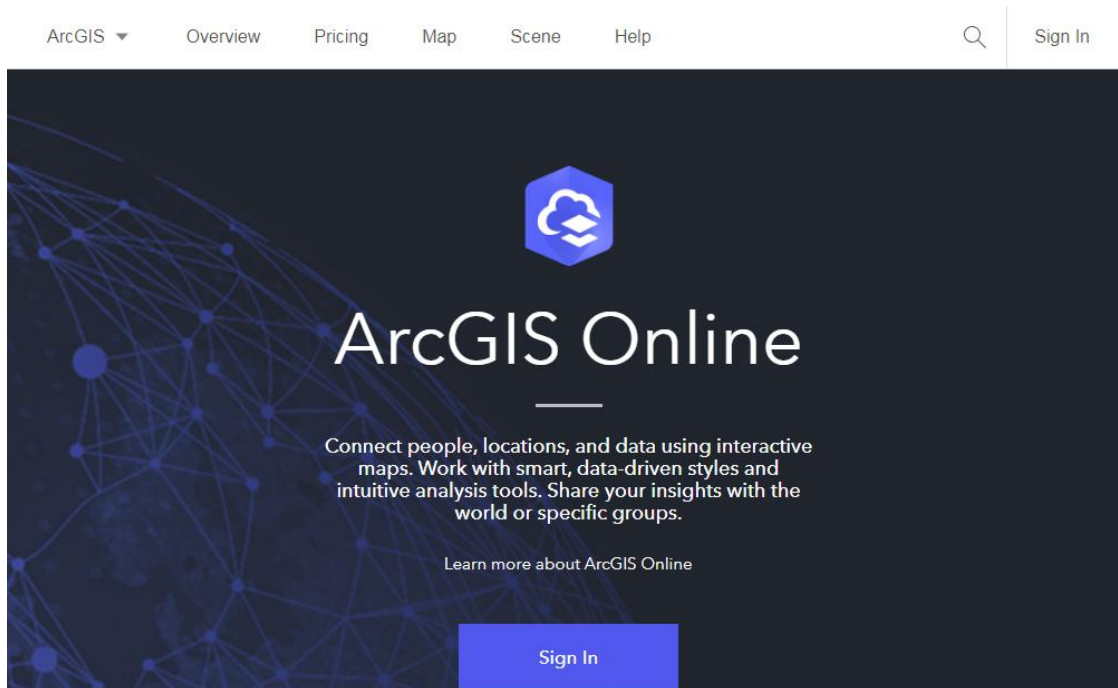 ArcGIS Overview Pricing Map Scene Help Sign In
ArcGIS Online
Connect people, locations, and data using interactive
maps. Work with smart, data-driven styles and
intuitive analysis tools. Share your insights with the
world or specific groups.
Learn more about ArcGIS Online
Sign In